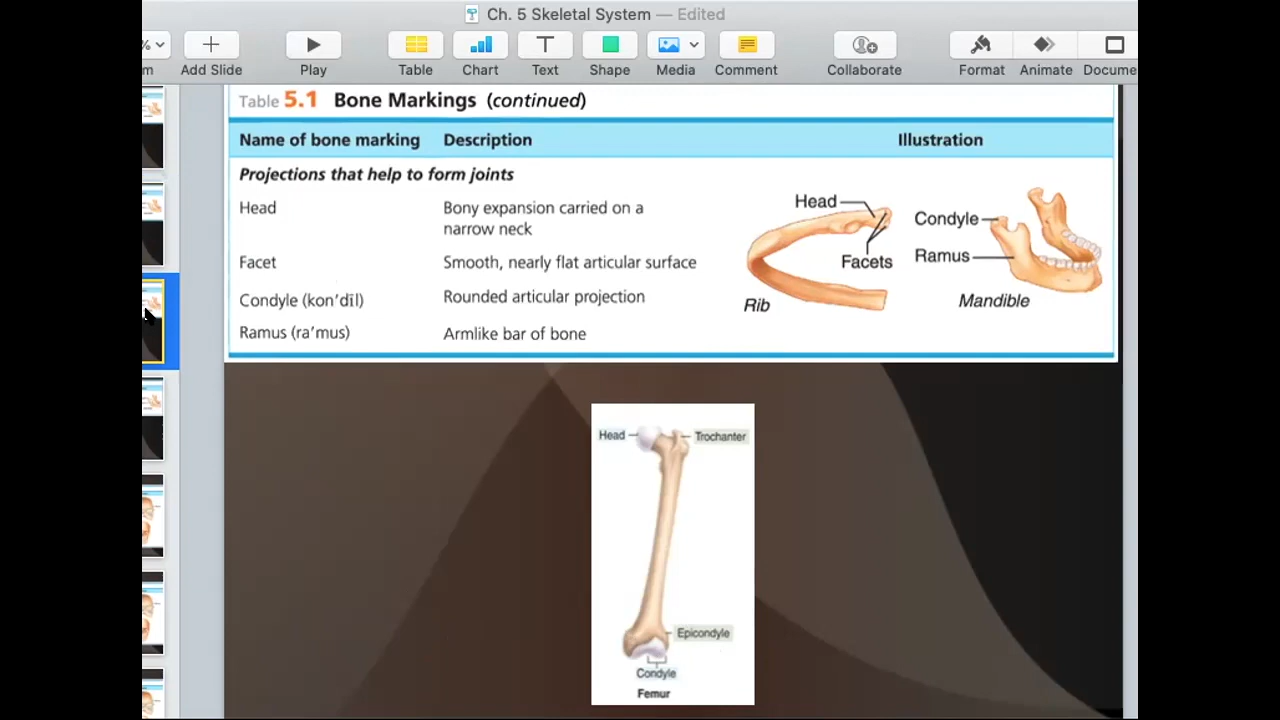 Ch. 5 Skeletal System — Edited
% m Add Slide Play Table Chart Text Shape Media Comment Collaborate Format Animate Docume
Table 5.1 Bone Markings (continued)
Name of bone marking Description Illustration
Projections that help to form joints
Head Bony expansion carried on a
narrow neck
Facet Smooth, nearly flat articular surface
Condyle (kon'dīl) Rounded articular projection
Ramus (ra'mus) Armlike bar of bone
Head
Facets
Rib
Condyle
Ramus
Mandible
Head Trochanter
Epicondyle
Condyle
Femur